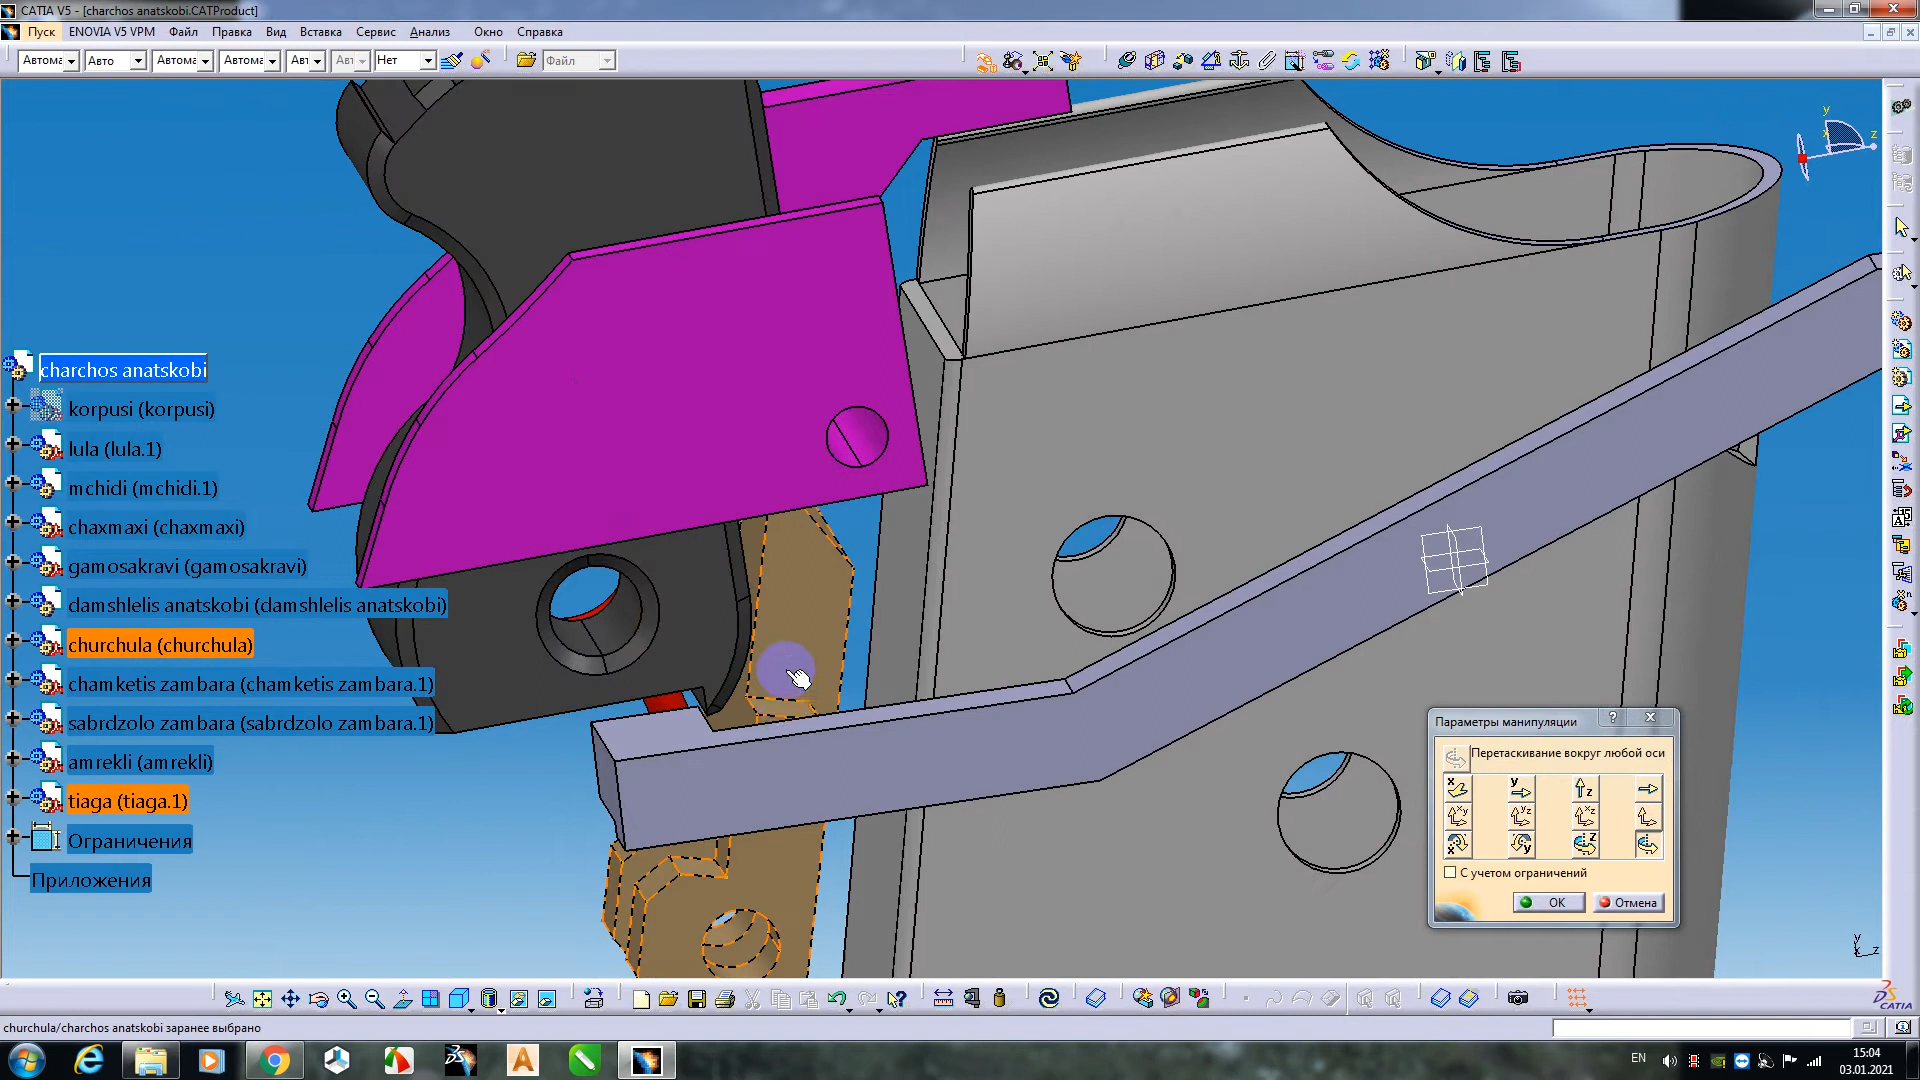 CATIA V5 - [charchos anatskobi.CATProduct]
Пуск ENOVIA V5 VPM Файл Правка Вид Вставка Сервис Анализ Окно Справка
Автома Авто Автома Автома Нет Файл
y
z
charchos anatskobi
korpusi (korpusi)
lula (lula.1)
mchidi (mchidi.1)
chaxmaxi (chaxmaxi)
gamosakravi (gamosakravi)
damshlelis anatskobi (damshlelis anatskobi)
churchula (churchula)
chamketis zambara (chamketis zambara.1)
sabrdzolo zambara (sabrdzolo zambara.1)
amrekli (amrekli)
tiaga (tiaga.1)
Ограничения
Приложения
Параметры манипуляции
Перетаскивание вокруг любой оси
С учетом ограничений
OK Отмена
y
z
CATIA
churchula/charchos anatskobi заранее выбрано
EN
15:04
03.01.2021